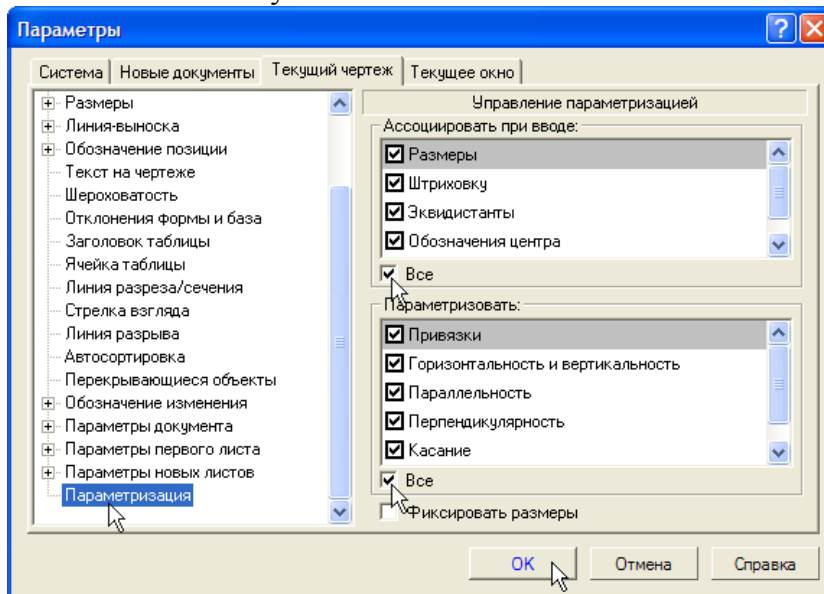 Параметры
Система
Новые документы
Текущий чертеж
Текущее окно
Размеры
Линия-выноска
Обозначение позиции
Текст на чертеже
Шероховатость
Отклонения формы и база
Заголовок таблицы
Ячейка таблицы
Линия разреза/сечения
Стрелка взгляда
Линия разрыва
Автосортировка
Перекрывающиеся объекты
Обозначение изменения
Параметры документа
Параметры первого листа
Параметры новых листов
Параметризация
Управление параметризацией
Ассоциировать при вводе:
Размеры
Штриховку
Эквидистанты
Обозначения центра
Все
Параметризовать:
Привязки
Горизонтальность и вертикальность
Параллельность
Перпендикулярность
Касание
Все
Фиксировать размеры
OK
Отмена
Справка